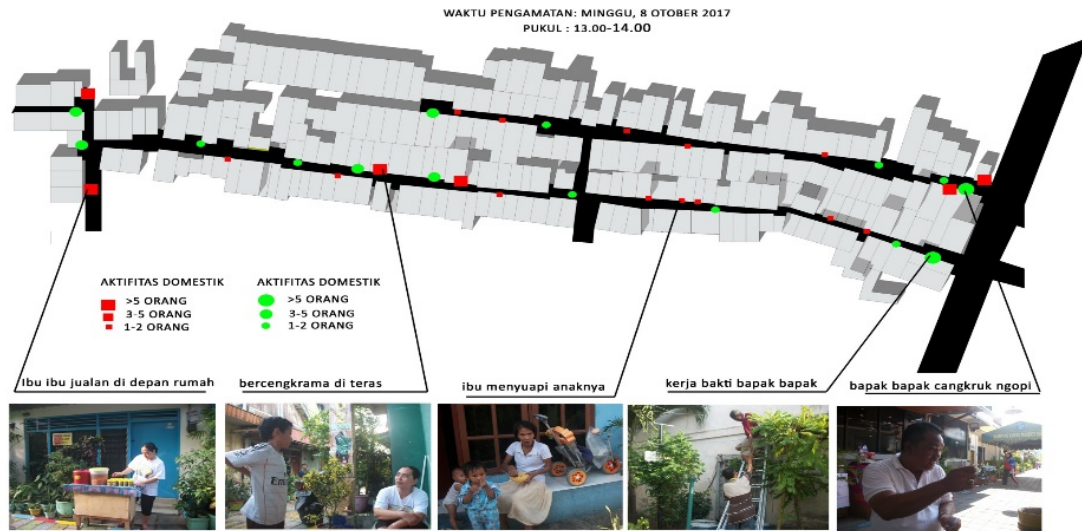 WAKTU PENGAMATAN: MINGGU, 8 OTOBER 2017
PUKUL : 13.00-14.00
AKTIFITAS DOMESTIK
>5 ORANG
3-5 ORANG
1-2 ORANG
AKTIFITAS DOMESTIK
>5 ORANG
3-5 ORANG
1-2 ORANG
Ibu ibu jualan di depan rumah
bercengkrama di teras
ibu menyuapi anaknya
kerja bakti bapak bapak
bapak bapak cangkruk ngopi